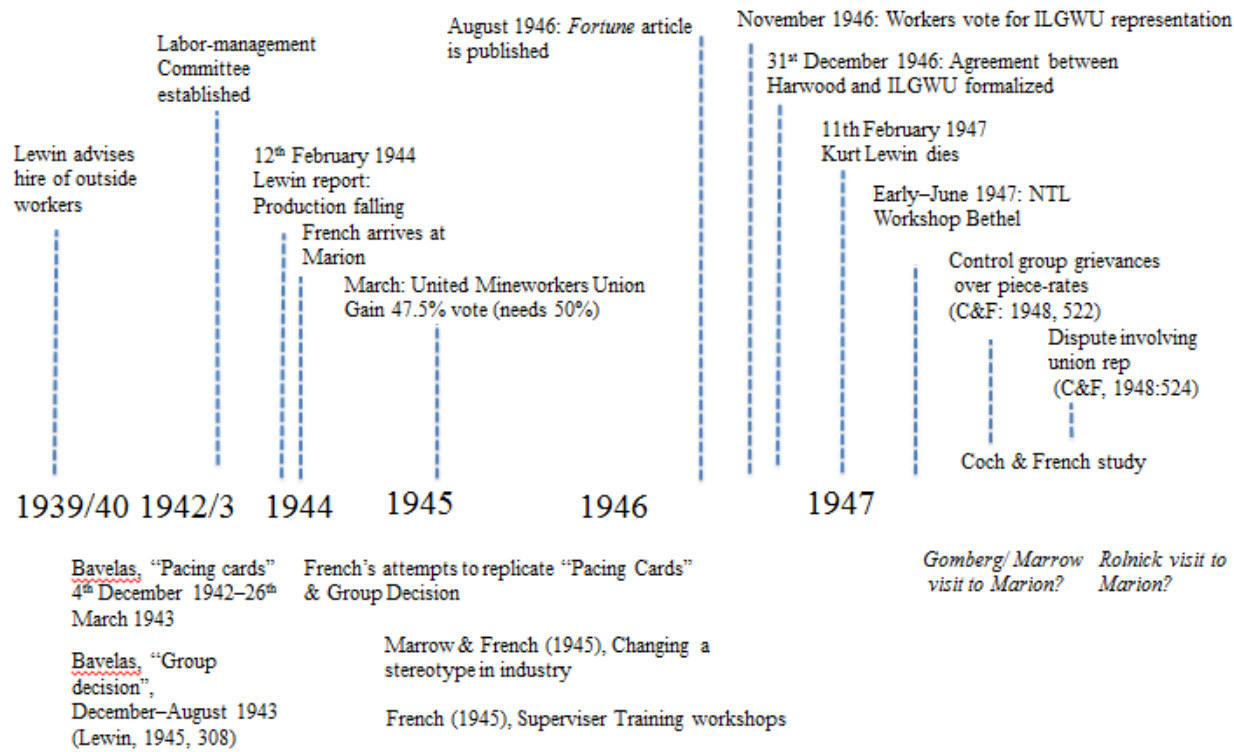 August 1946: Fortune article
is published
November 1946: Workers vote for ILGWU representation
Labor-management
Committee
established
31st December 1946: Agreement between
Harwood and ILGWU formalized
Lewin advises
hire of outside
workers
12th February 1944
Lewin report:
Production falling
11th February 1947
Kurt Lewin dies
French arrives at
Marion
Early–June 1947: NTL
Workshop Bethel
March: United Mineworkers Union
Gain 47.5% vote (needs 50%)
Control group grievances
over piece-rates
(C&F: 1948, 522)
Dispute involving
union rep
(C&F, 1948:524)
Coch & French study
1939/40 1942/3 1944 1945 1946 1947
Bavelas, “Pacing cards”
4th December 1942–26th
March 1943
French’s attempts to replicate “Pacing Cards”
& Group Decision
Gomberg/ Marrow
visit to Marion?
Rolnick visit to
Marion?
Bavelas, “Group
decision”,
December–August 1943
(Lewin, 1945, 308)
Marrow & French (1945), Changing a
stereotype in industry
French (1945), Superviser Training workshops